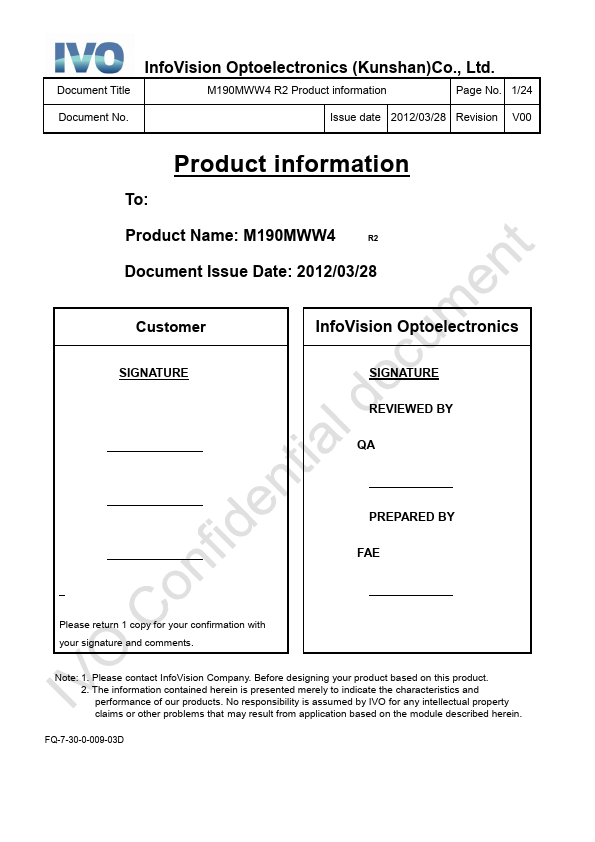 IVO
InfoVision Optoelectronics (Kunshan)Co., Ltd.
Document Title M190MWW4 R2 Product information Page No. 1/24
Document No. Issue date 2012/03/28 Revision V00
Product information
To:
Product Name: M190MWW4 R2
Document Issue Date: 2012/03/28
Customer
SIGNATURE
Please return 1 copy for your confirmation with
your signature and comments.
InfoVision Optoelectronics
SIGNATURE
REVIEWED BY
QA
PREPARED BY
FAE
IVO Confidential document
Note: 1. Please contact InfoVision Company. Before designing your product based on this product.
2. The information contained herein is presented merely to indicate the characteristics and
performance of our products. No responsibility is assumed by IVO for any intellectual property
claims or other problems that may result from application based on the module described herein.
FQ-7-30-0-009-03D